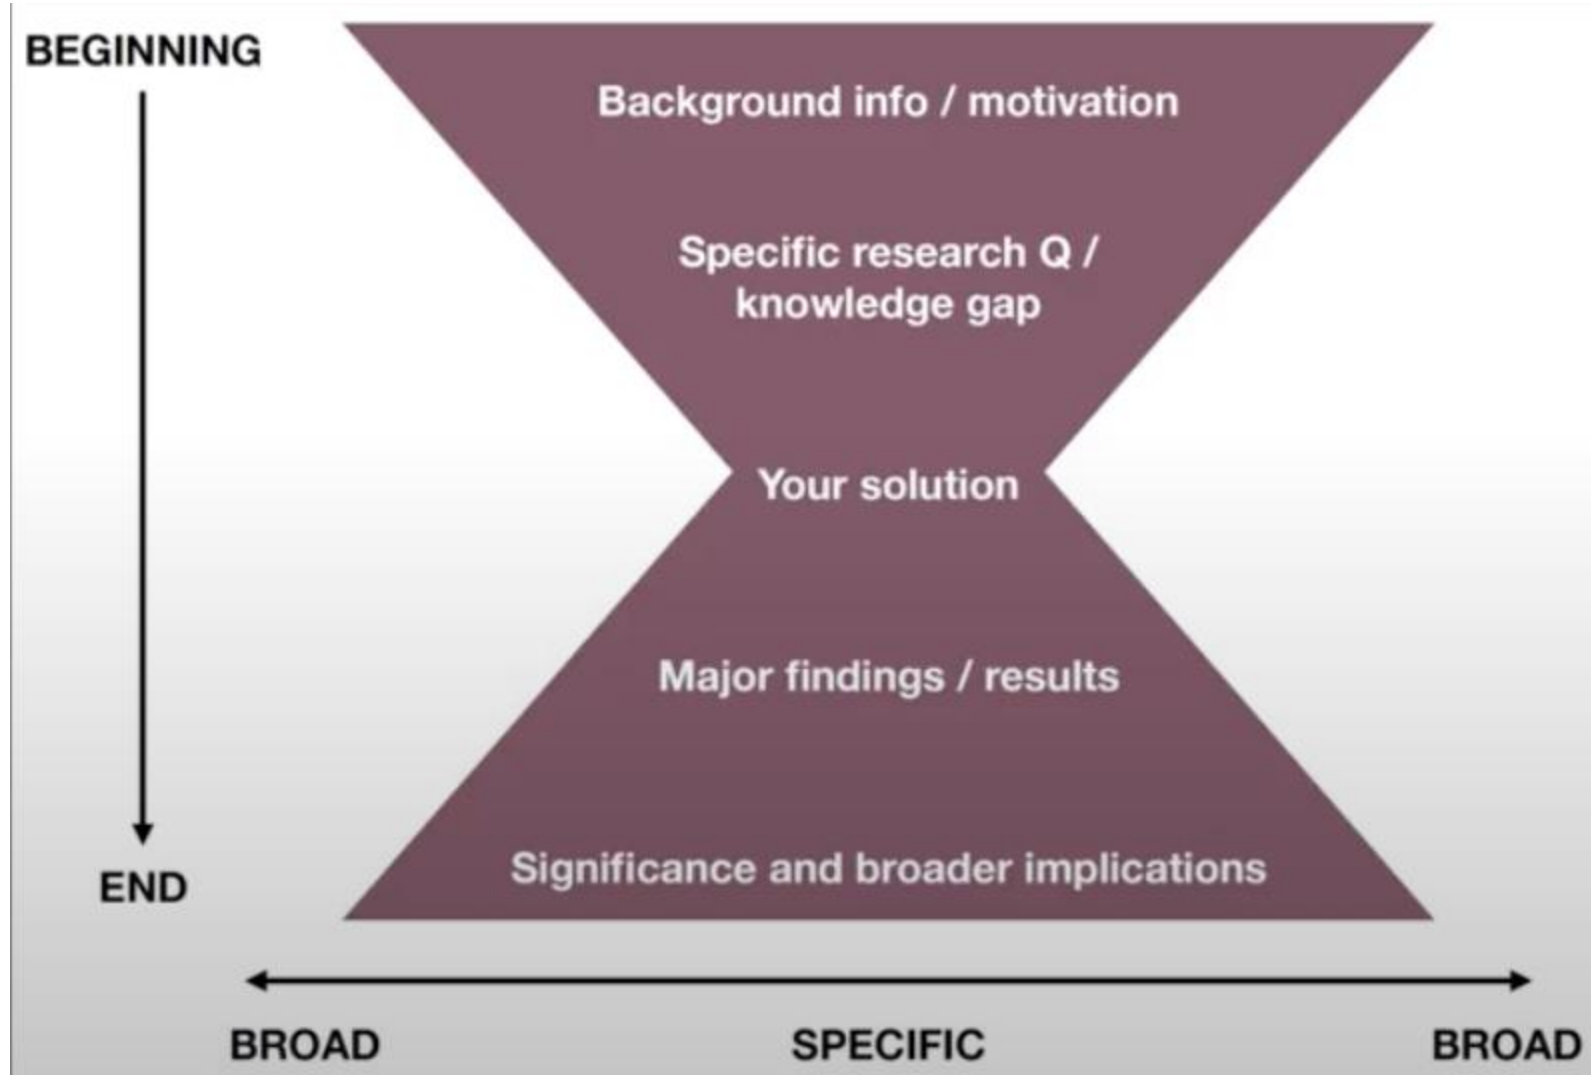 BEGINNING
Background info / motivation
Specific research Q /
knowledge gap
Your solution
Major findings / results
Significance and broader implications
END
BROAD
SPECIFIC
BROAD